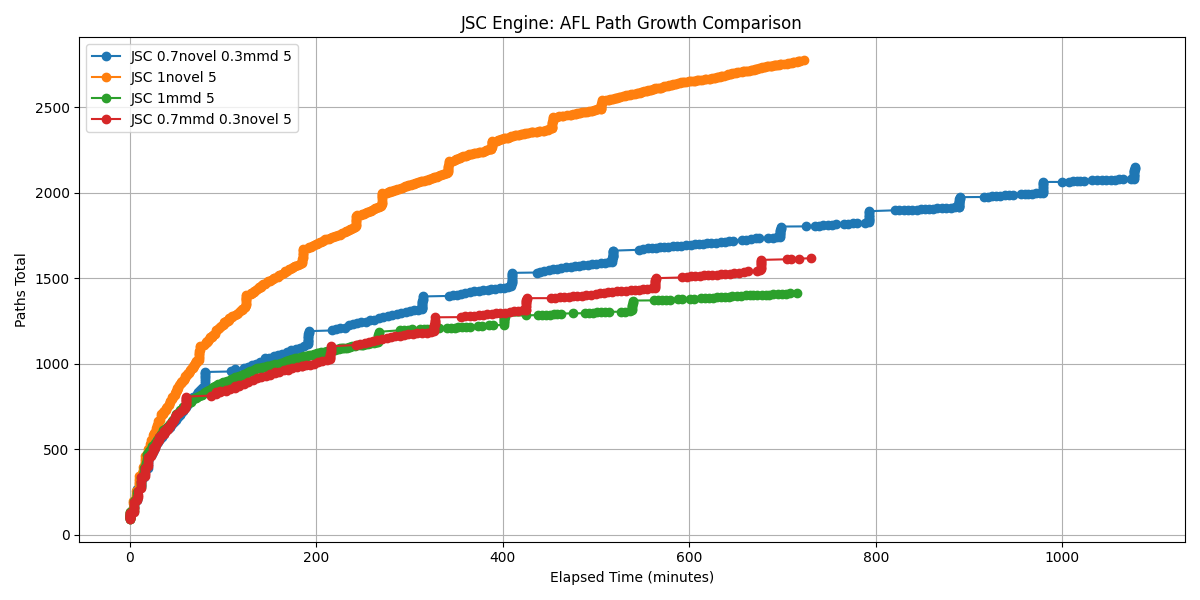 JSC Engine: AFL Path Growth Comparison
JSC 0.7novel 0.3mmd 5
JSC 1novel 5
JSC 1mmd 5
JSC 0.7mmd 0.3novel 5
Paths Total
2500
2000
1500
1000
500
0
0 200 400 600 800 1000
Elapsed Time (minutes)